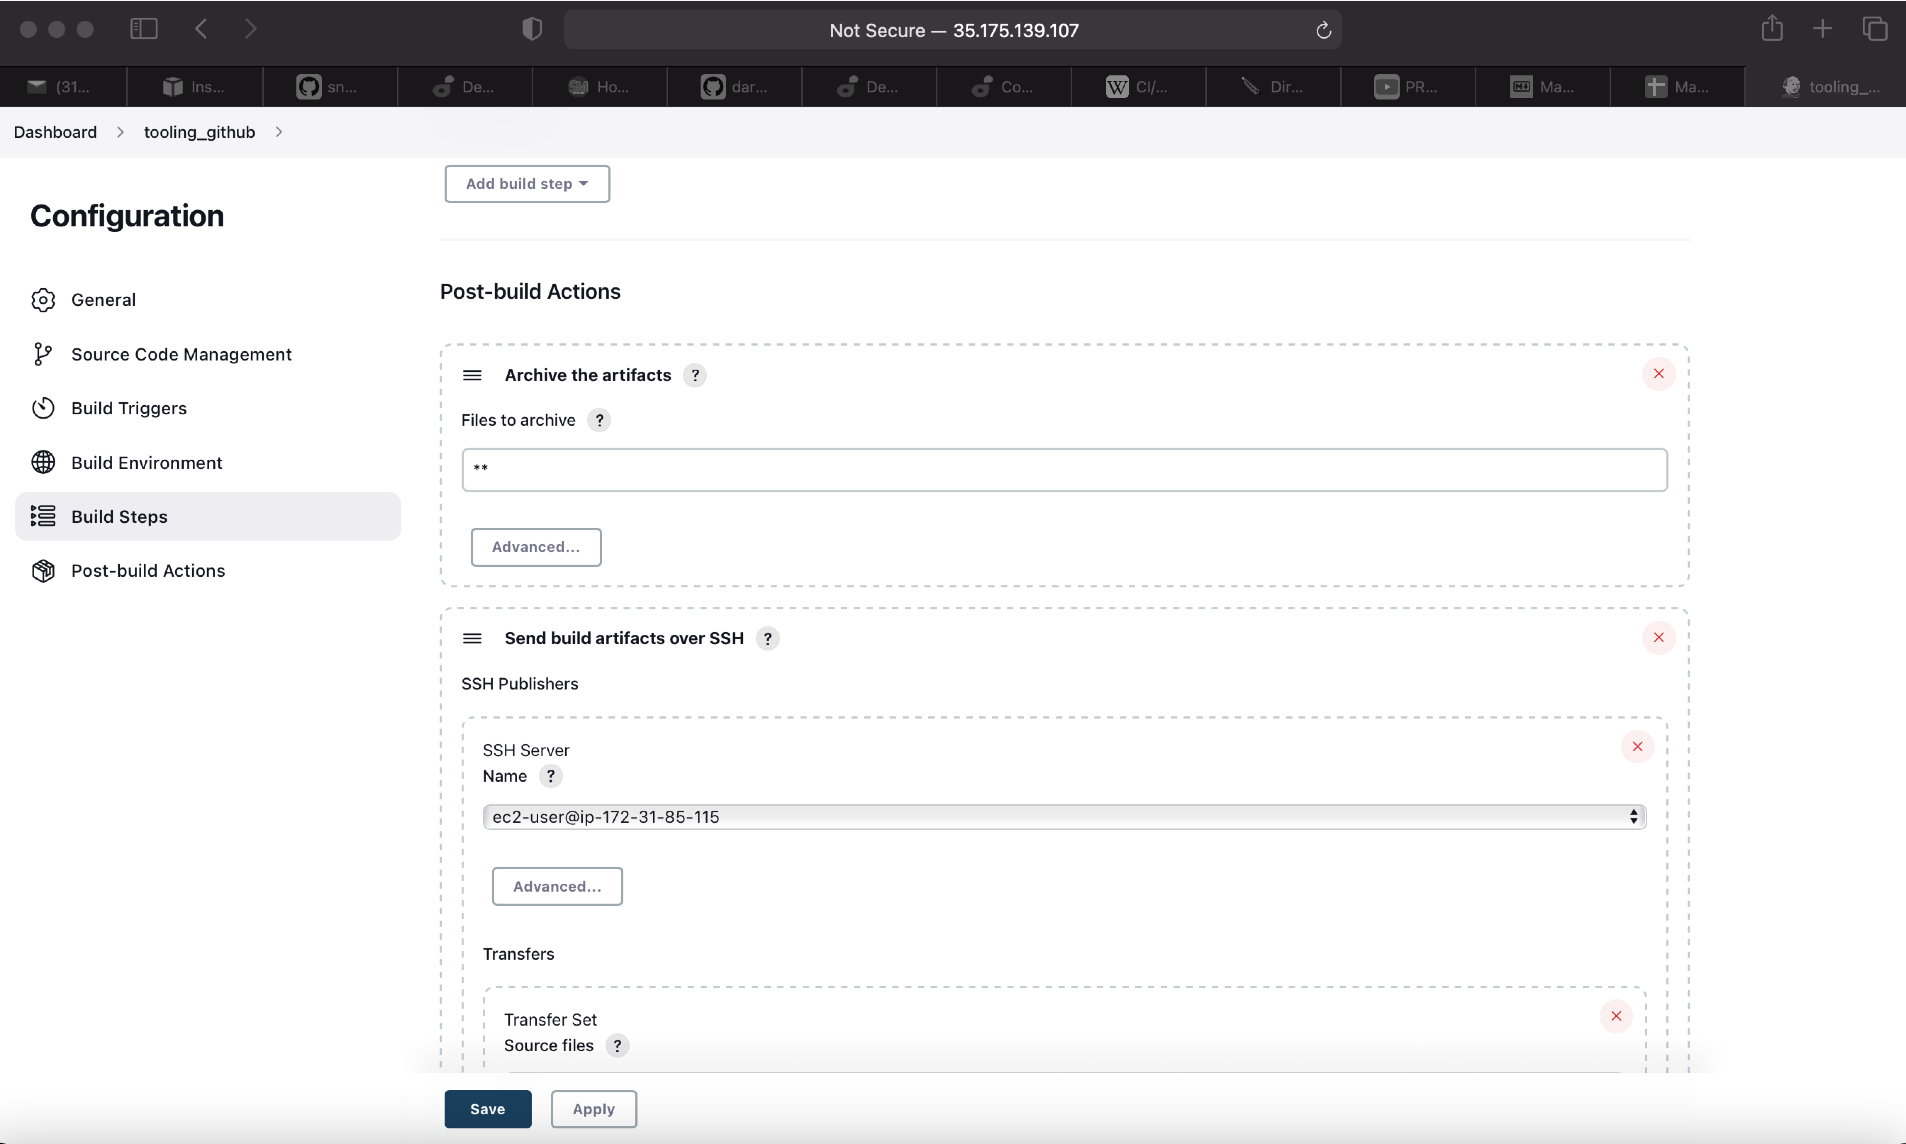 Not Secure — 35.175.139.107
(31...
Ins...
sn...
De...
Ho...
dar...
De...
Co...
CI/...
Dir...
PR...
Ma...
Ma...
tooling_...
Dashboard > tooling_github >
Add build step
Configuration
Post-build Actions
General
Source Code Management
Build Triggers
Build Environment
Build Steps
Post-build Actions
Archive the artifacts ?
Files to archive ?
**
Advanced...
Send build artifacts over SSH ?
SSH Publishers
SSH Server
Name ?
ec2-user@ip-172-31-85-115
Advanced...
Transfers
Transfer Set
Source files ?
Save
Apply